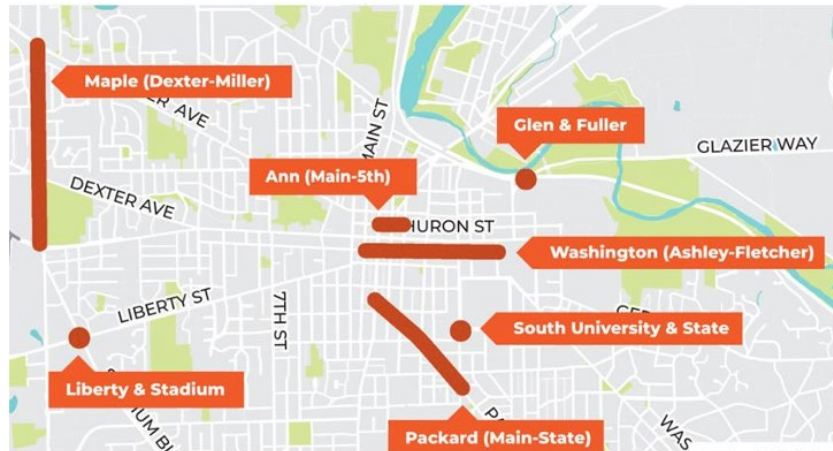 Maple (Dexter-Miller)
AVE
MAIN ST
Glen & Fuller
GLAZIER WAY
Ann (Main-5th)
DEXTER AVE
HURON ST
Washington (Ashley-Fletcher)
LIBERTY ST
7TH ST
South University & State
Liberty & Stadium
Packard (Main-State)
WAS